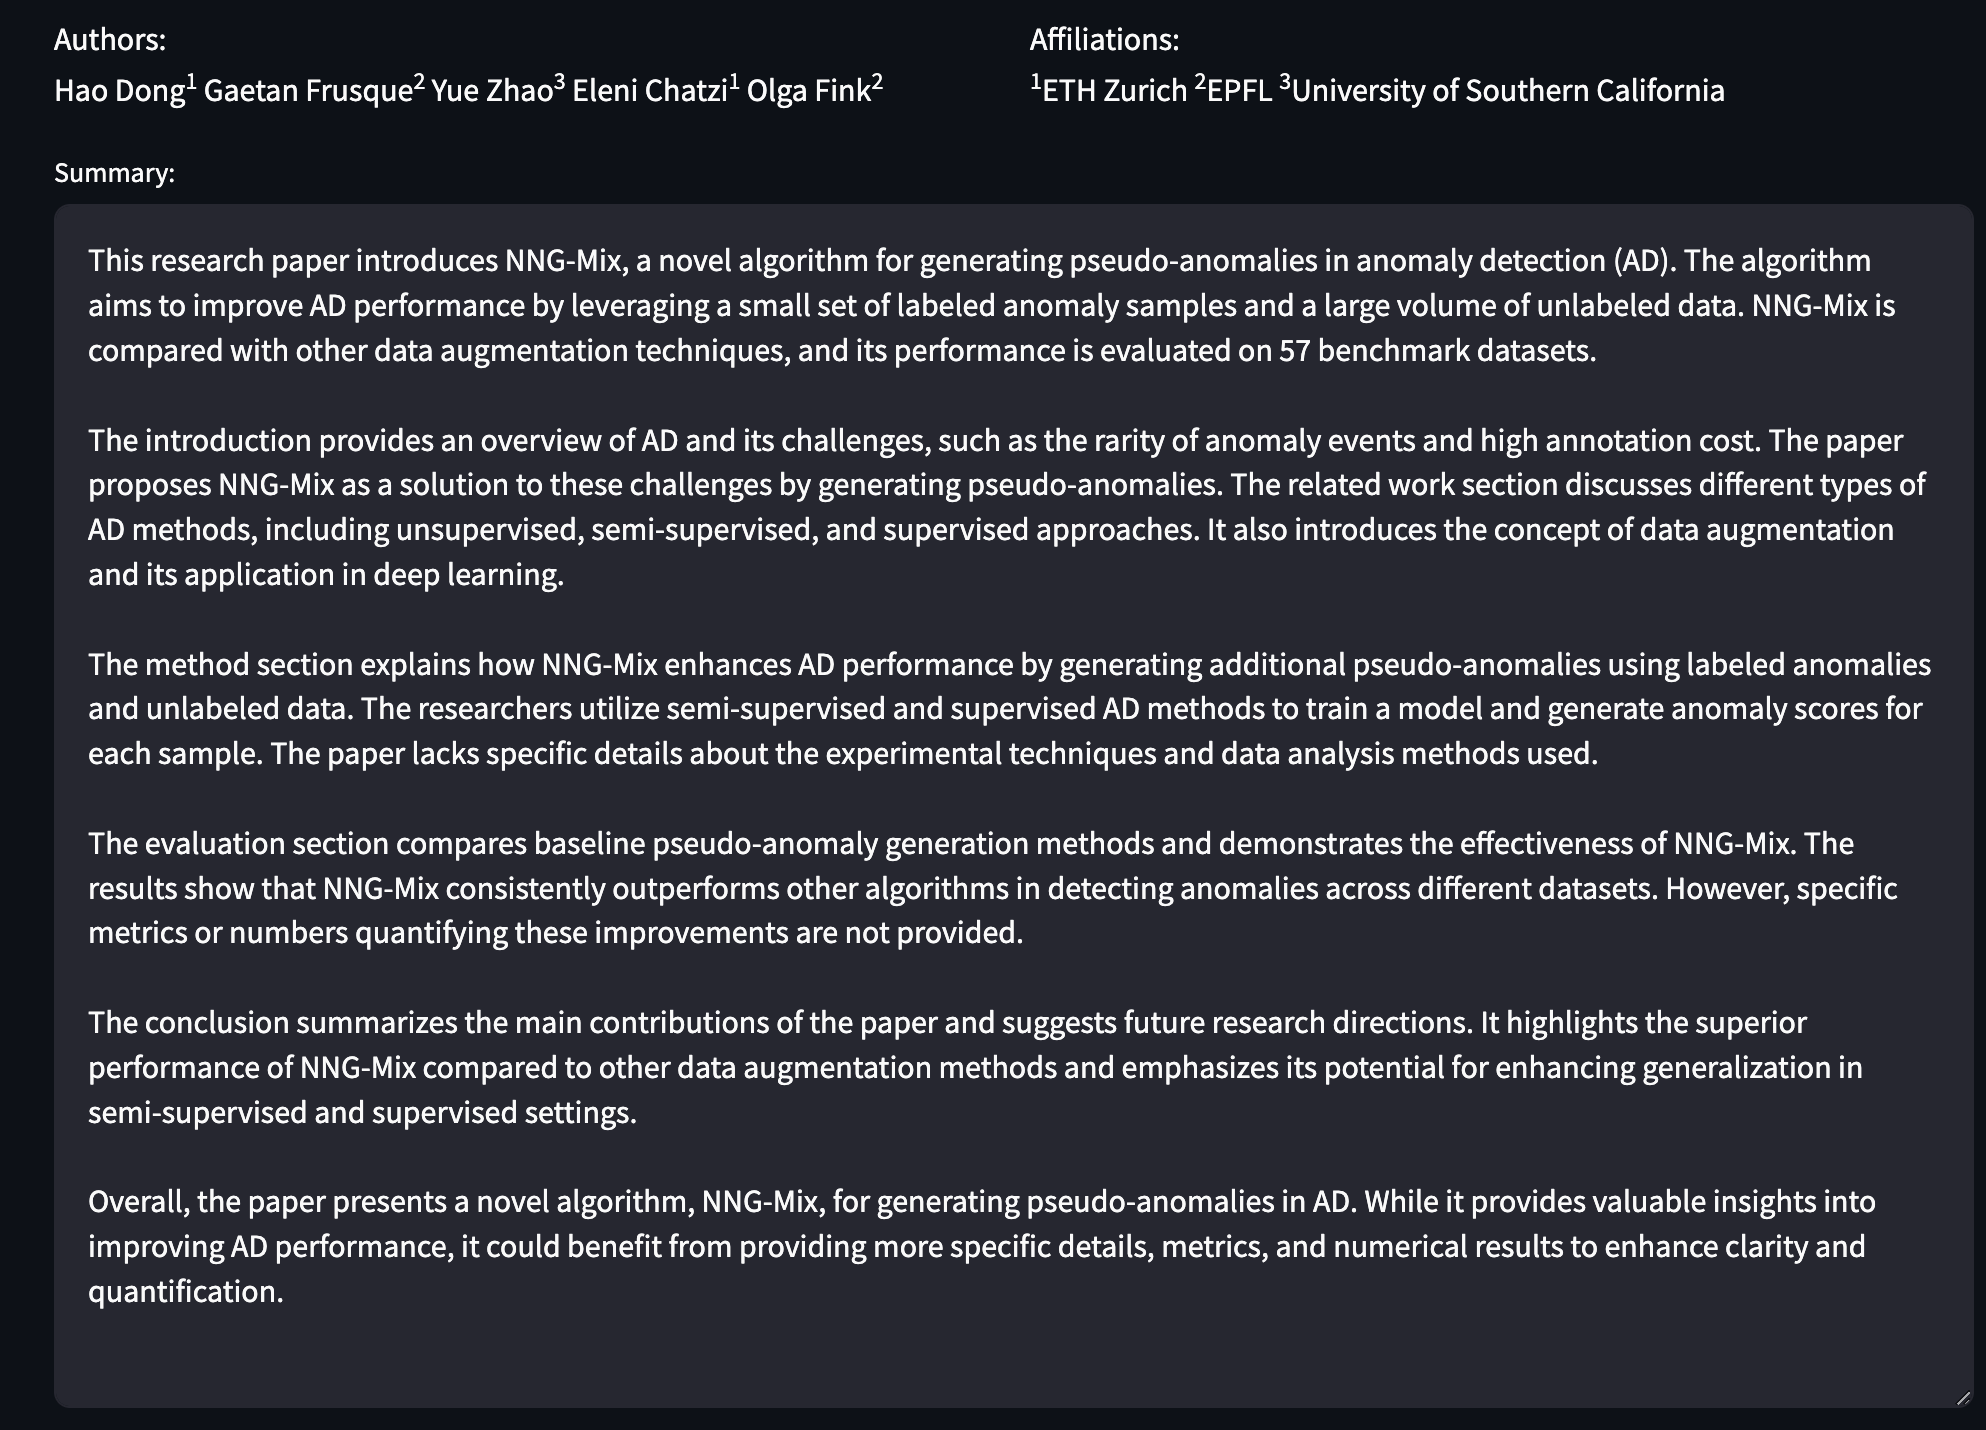 Authors:
Hao Dong¹ Gaetan Frusque² Yue Zhao³ Eleni Chatzi¹ Olga Fink²
Affiliations:
¹ETH Zurich ²EPFL ³University of Southern California
Summary:
This research paper introduces NNG-Mix, a novel algorithm for generating pseudo-anomalies in anomaly detection (AD). The algorithm
aims to improve AD performance by leveraging a small set of labeled anomaly samples and a large volume of unlabeled data. NNG-Mix is
compared with other data augmentation techniques, and its performance is evaluated on 57 benchmark datasets.
The introduction provides an overview of AD and its challenges, such as the rarity of anomaly events and high annotation cost. The paper
proposes NNG-Mix as a solution to these challenges by generating pseudo-anomalies. The related work section discusses different types of
AD methods, including unsupervised, semi-supervised, and supervised approaches. It also introduces the concept of data augmentation
and its application in deep learning.
The method section explains how NNG-Mix enhances AD performance by generating additional pseudo-anomalies using labeled anomalies
and unlabeled data. The researchers utilize semi-supervised and supervised AD methods to train a model and generate anomaly scores for
each sample. The paper lacks specific details about the experimental techniques and data analysis methods used.
The evaluation section compares baseline pseudo-anomaly generation methods and demonstrates the effectiveness of NNG-Mix. The
results show that NNG-Mix consistently outperforms other algorithms in detecting anomalies across different datasets. However, specific
metrics or numbers quantifying these improvements are not provided.
The conclusion summarizes the main contributions of the paper and suggests future research directions. It highlights the superior
performance of NNG-Mix compared to other data augmentation methods and emphasizes its potential for enhancing generalization in
semi-supervised and supervised settings.
Overall, the paper presents a novel algorithm, NNG-Mix, for generating pseudo-anomalies in AD. While it provides valuable insights into
improving AD performance, it could benefit from providing more specific details, metrics, and numerical results to enhance clarity and
quantification.